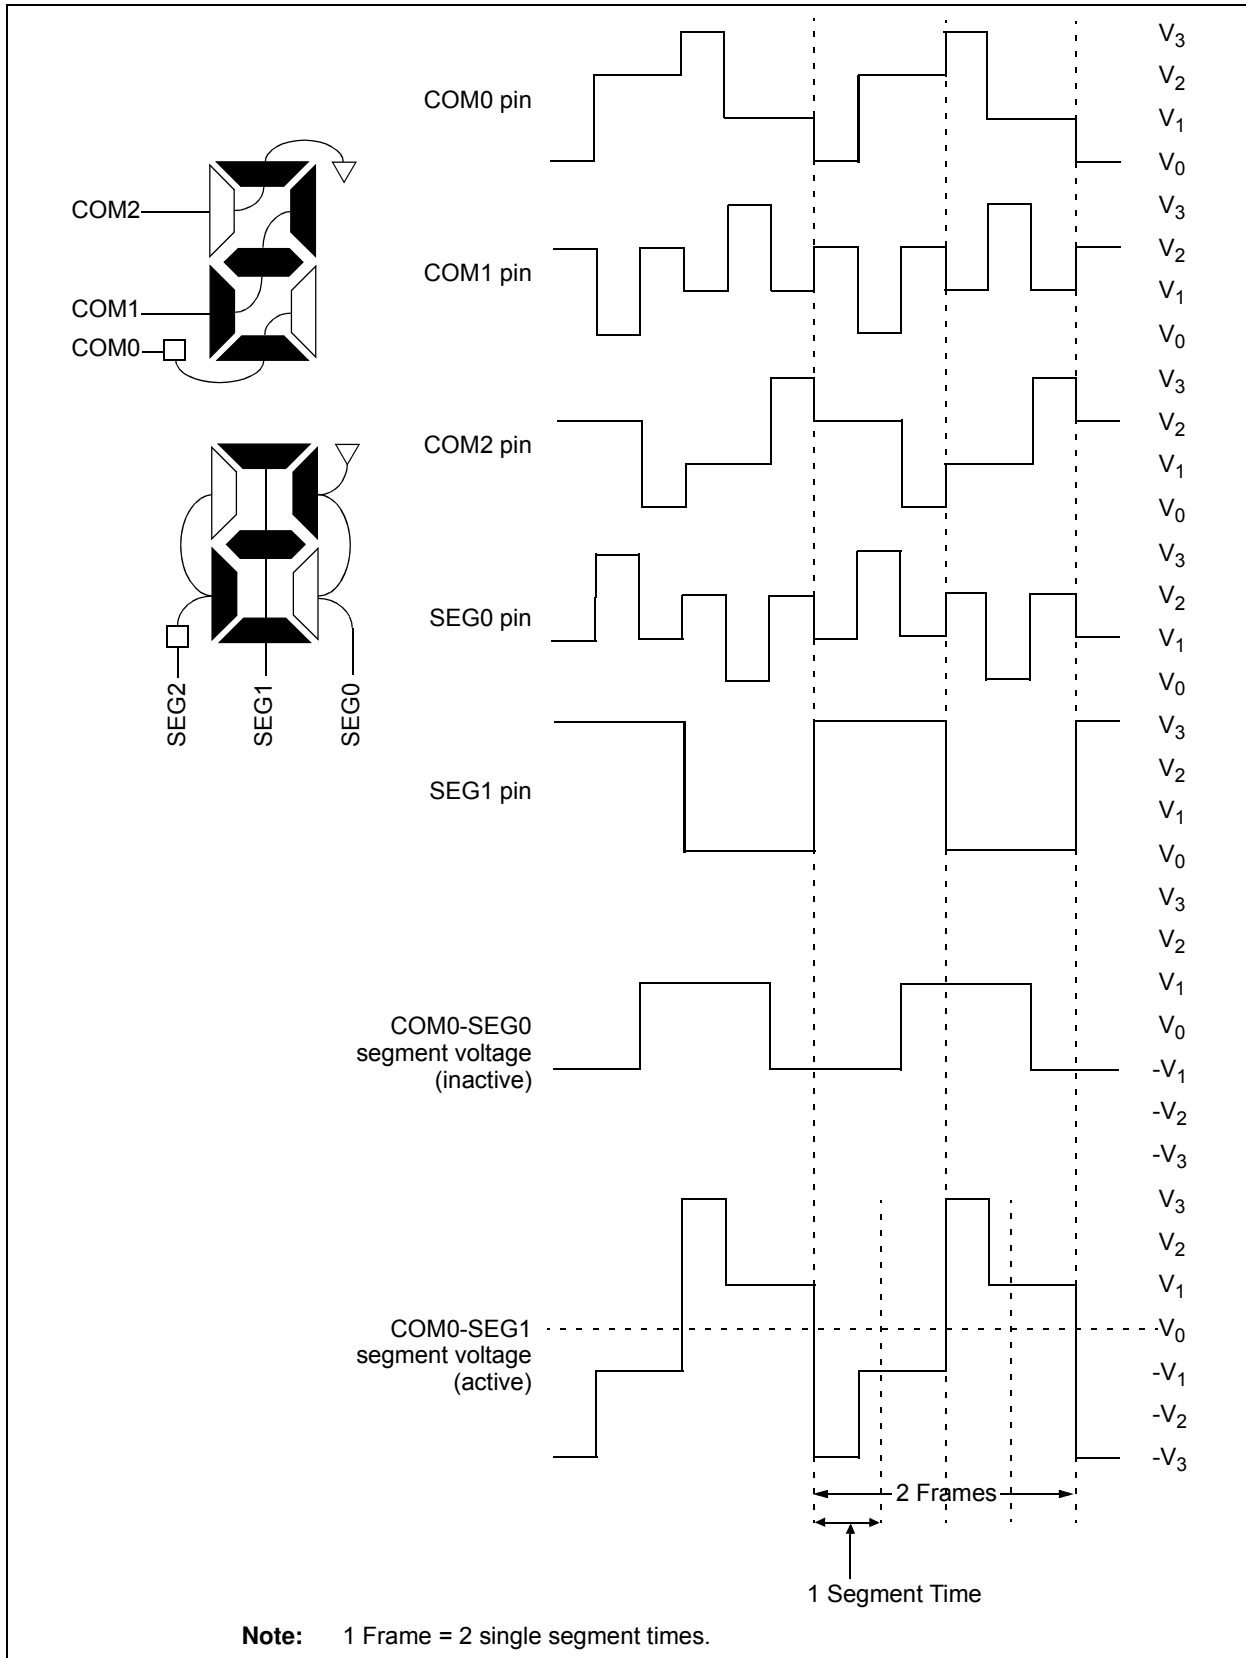 COM2
COM1
COM0
SEG2
SEG1
SEG0
COM0 pin
V3
V2
V1
V0
COM1 pin
V3
V2
V1
V0
COM2 pin
V3
V2
V1
V0
SEG0 pin
V3
V2
V1
V0
SEG1 pin
V3
V2
V1
V0
COM0-SEG0
segment voltage
(inactive)
V3
V2
V1
V0
-V1
-V2
-V3
COM0-SEG1
segment voltage
(active)
V3
V2
V1
V0
-V1
-V2
-V3
2 Frames
1 Segment Time
Note: 1 Frame = 2 single segment times.